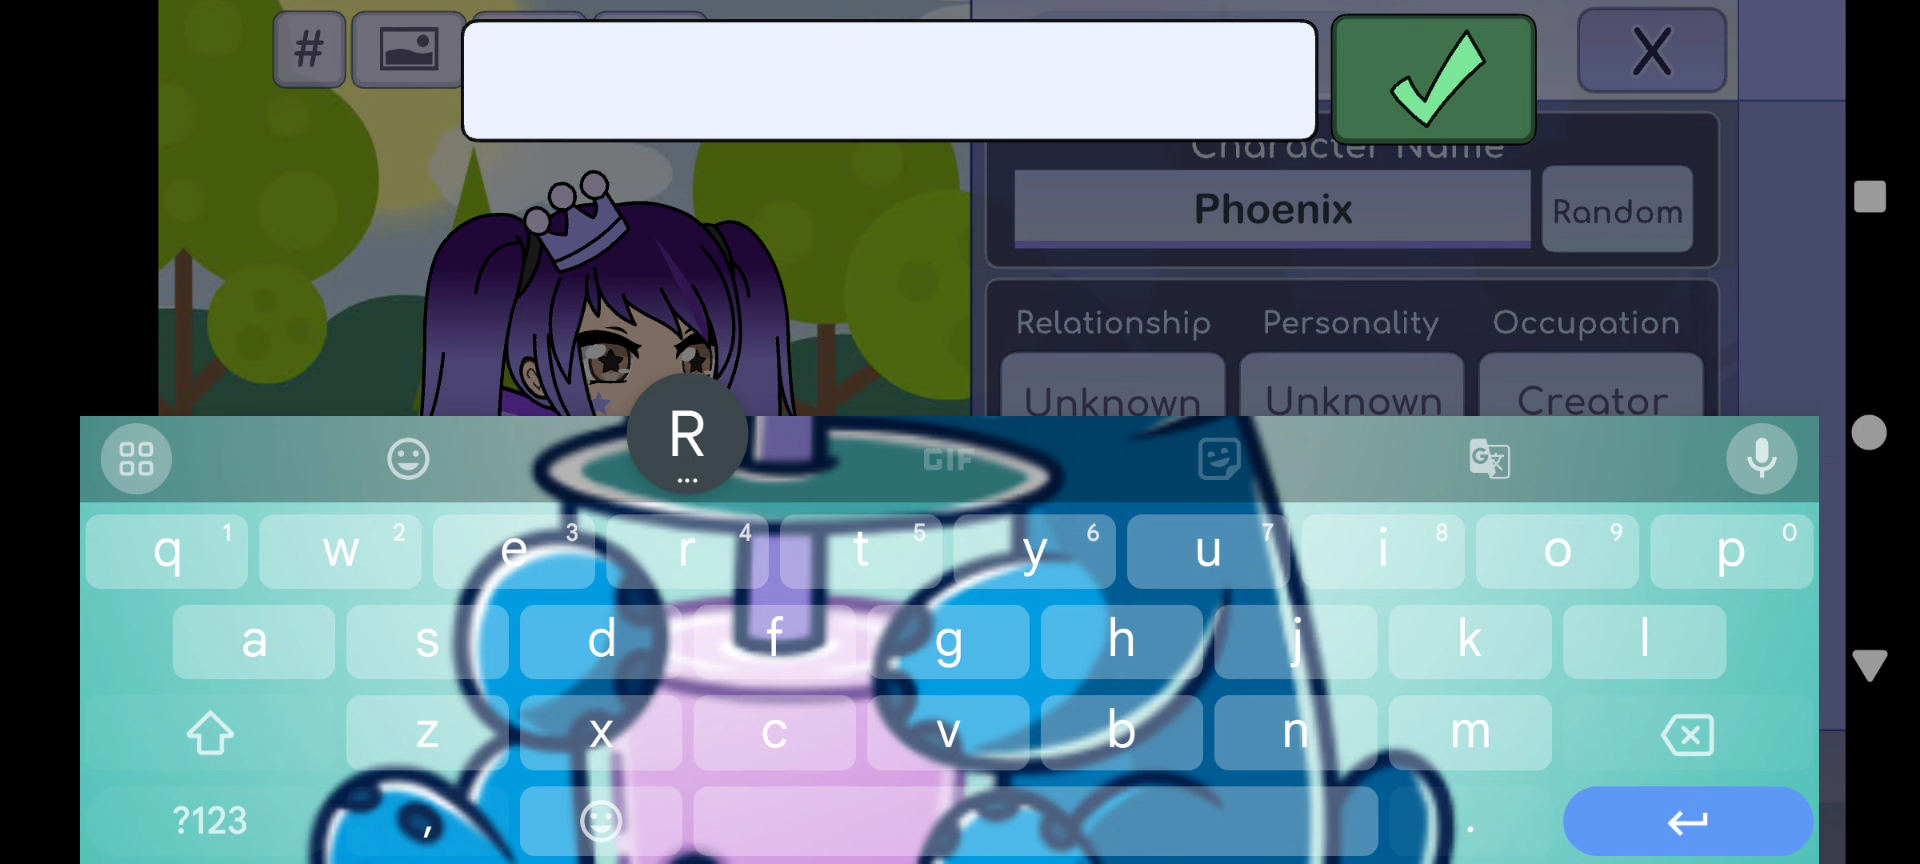 #
X
Character Name
Phoenix
Random
Relationship Personality Occupation
Unknown Unknown Creator
R
...
GIF
G
q 1 w 2 e 3 r 4 t 5 y 6 u 7 i 8 o 9 p 0
a s d f g h j k l
z x c v b n m
?123 , .